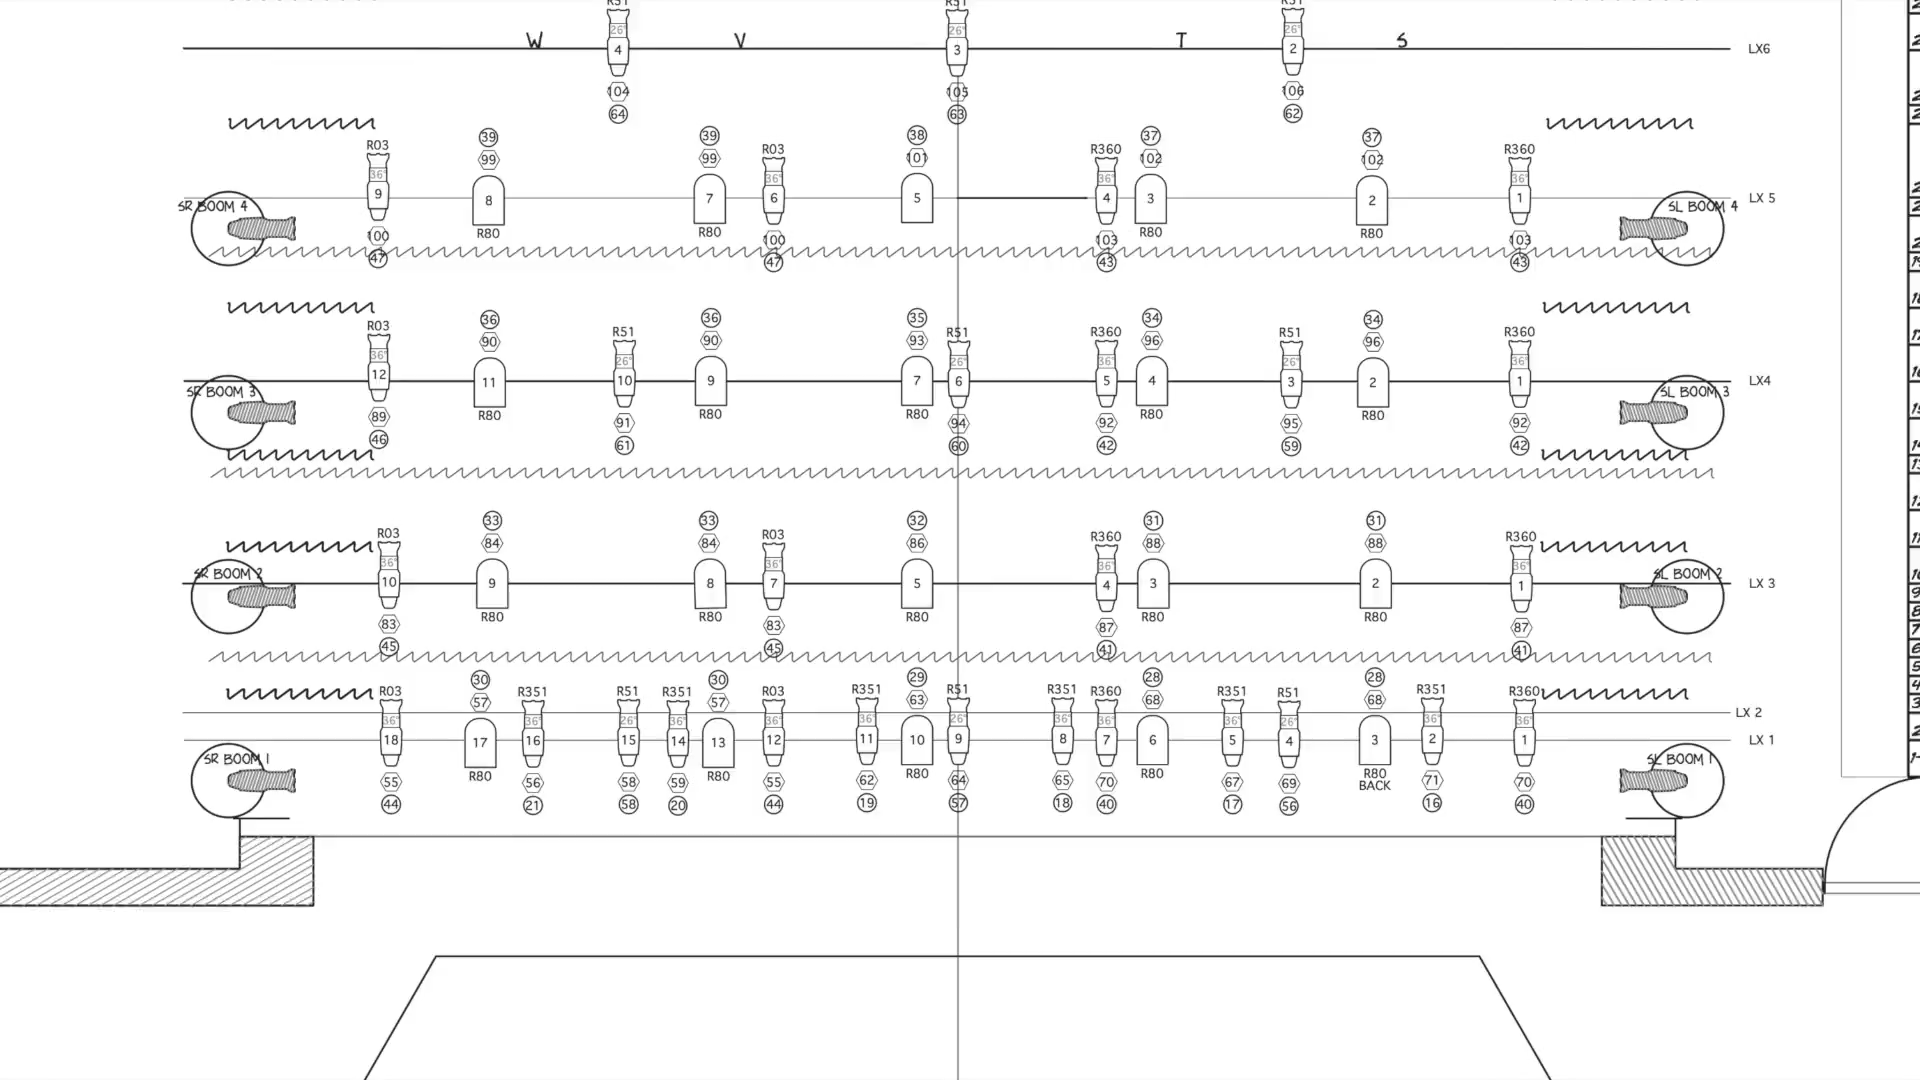 R51 R51 R51
26° 26° 26°
W 4 V 3 T 2 S LX6
104 105 106
64 63 62
39 39 38 37 37
R03 99 99 R03 101 R360 102 102 R360
36° 36° 36° 36°
SR BOOM 4 9 8 7 6 5 4 3 2 1 LX 5 SL BOOM 4
R80 R80 R80 R80
100 100 103 103
47 47 43 43
36 36 35 34 34
R03 90 R51 90 93 R51 R360 96 R51 96 R360
36° 26° 26° 36° 26° 36°
SR BOOM 3 12 11 10 9 7 6 5 4 3 2 1 LX4 SL BOOM 3
R80 R80 R80 R80 R80
89 91 94 92 95 92
46 61 60 42 59 42
33 33 32 31 31
R03 84 84 R03 86 R360 88 88 R360
36° 36° 36° 36°
SR BOOM 2 10 9 8 7 5 4 3 2 1 LX 3 SL BOOM 2
R80 R80 R80 R80 R80
83 83 87 87
45 45 41 41
30 30 29 28 28
R03 57 R351 R51 R351 57 R03 R351 63 R51 R351 R360 68 R351 R51 68 R351 R360
36° 36° 26° 36° 36° 36° 26° 36° 36° 36° 26° 36° 36° LX 2
18 17 16 15 14 13 12 11 10 9 8 7 6 5 4 3 2 1 LX 1
SR BOOM 1 R80 R80 R80 R80 R80 SL BOOM 1
BACK
55 56 58 59 55 62 64 65 70 67 69 71 70
44 21 58 20 44 19 57 18 40 17 56 16 40